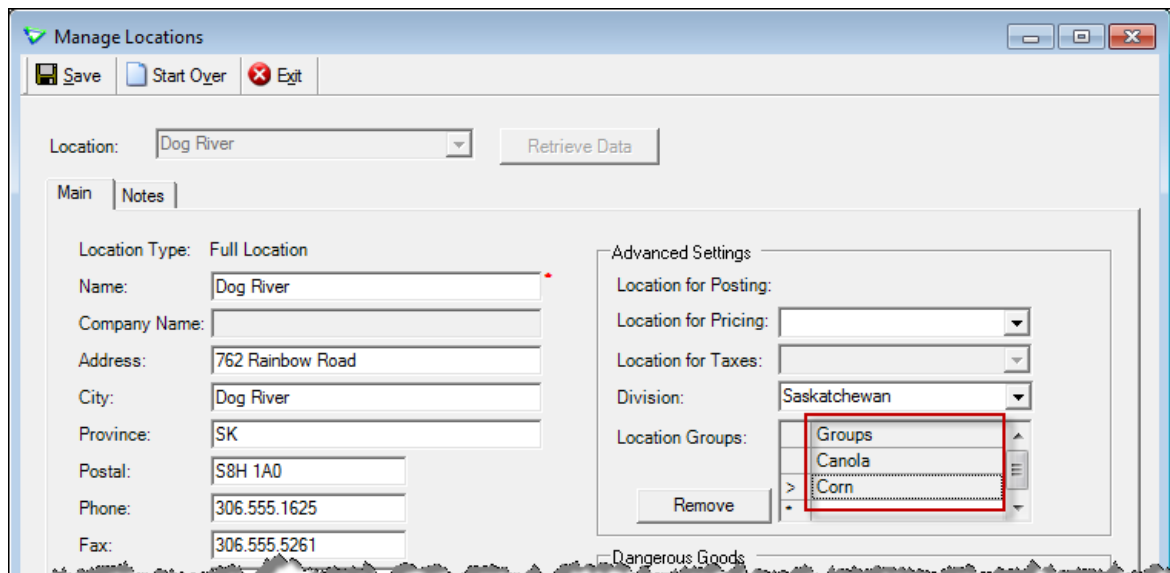 Manage Locations
Save Start Over Exit
Location: Dog River Retrieve Data
Main Notes
Location Type: Full Location
Name: Dog River *
Company Name:
Address: 762 Rainbow Road
City: Dog River
Province: SK
Postal: S8H 1A0
Phone: 306.555.1625
Fax: 306.555.5261
Advanced Settings
Location for Posting:
Location for Pricing:
Location for Taxes:
Division: Saskatchewan
Location Groups: Groups
Canola
> Corn
Remove *
Dangerous Goods